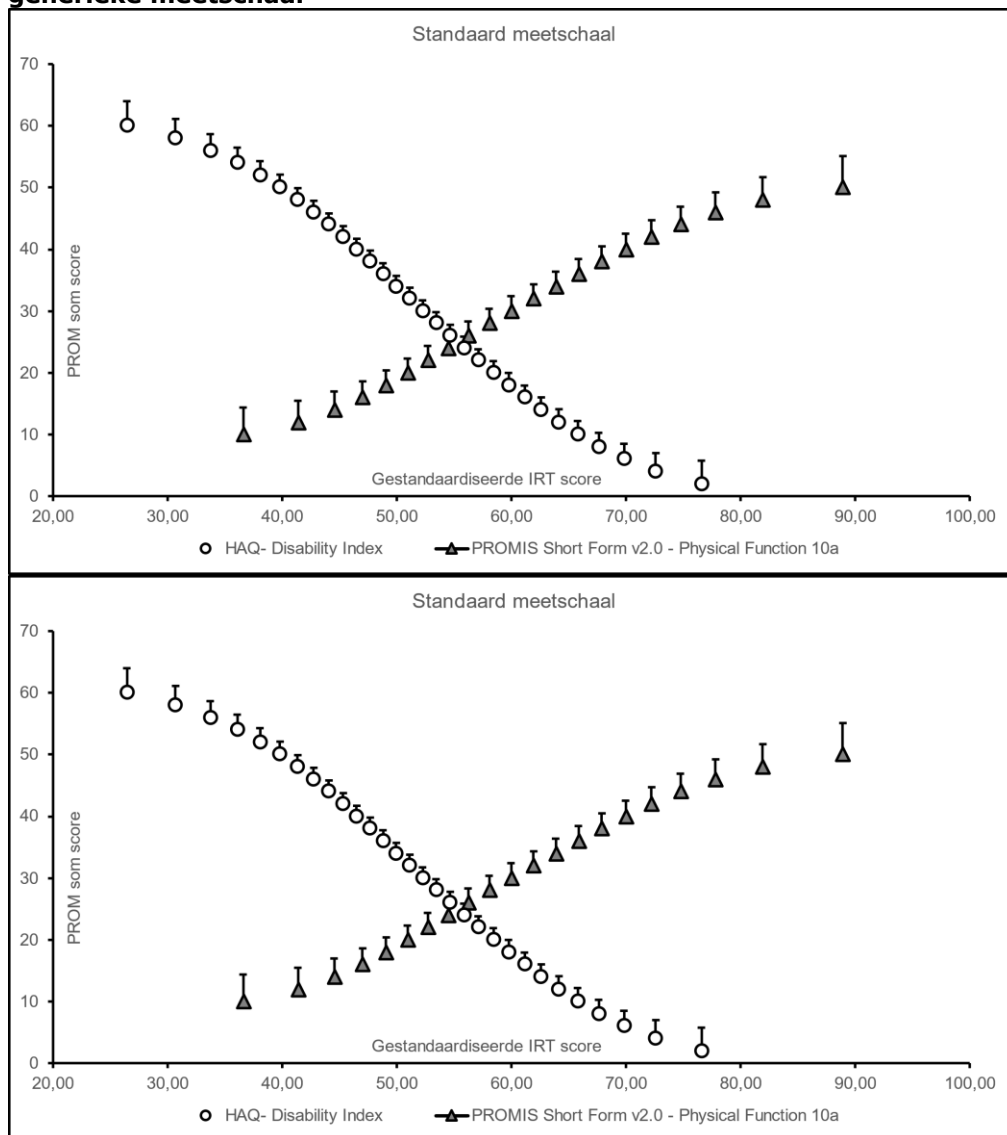 generieke meetschaal
Standaard meetschaal
70
60
50
40
30
20
10
0
PROM som score
Gestandaardiseerde IRT score
20,00 30,00 40,00 50,00 60,00 70,00 80,00 90,00 100,00
HAQ- Disability Index PROMIS Short Form v2.0 - Physical Function 10a
Standaard meetschaal
70
60
50
40
30
20
10
0
PROM som score
Gestandaardiseerde IRT score
20,00 30,00 40,00 50,00 60,00 70,00 80,00 90,00 100,00
HAQ- Disability Index PROMIS Short Form v2.0 - Physical Function 10a